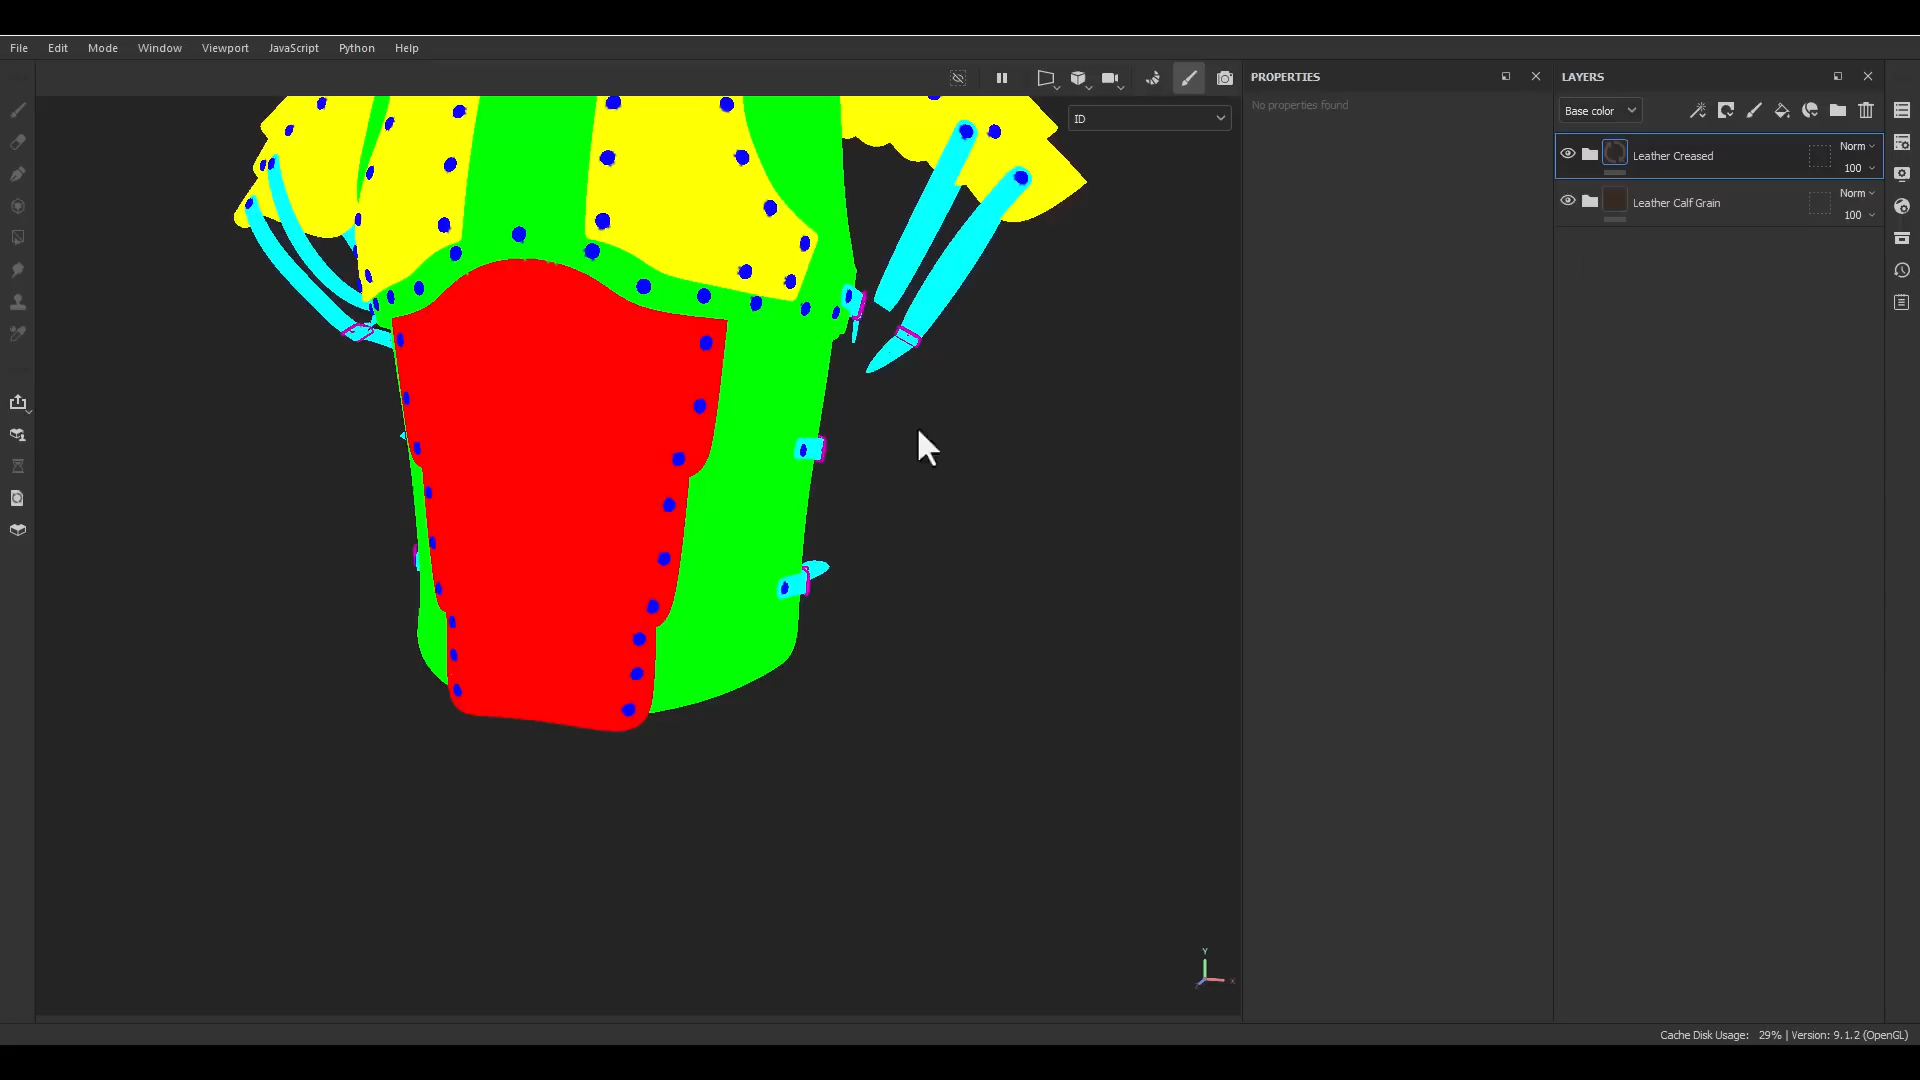 File Edit Mode Window Viewport JavaScript Python Help
PROPERTIES
LAYERS
No properties found
Base color
ID
Norm
Leather Creased
100
Norm
Leather Calf Grain
100
Y
X
Cache Disk Usage: 29% | Version: 9.1.2 (OpenGL)